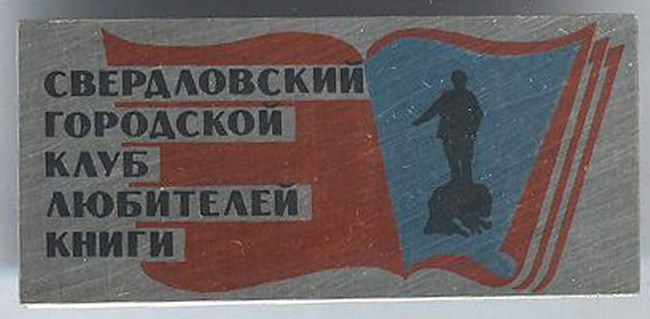 СВЕРДЛОВСКИЙ
ГОРОДСКОЙ
КЛУБ
ЛЮБИТЕЛЕЙ
КНИГИ